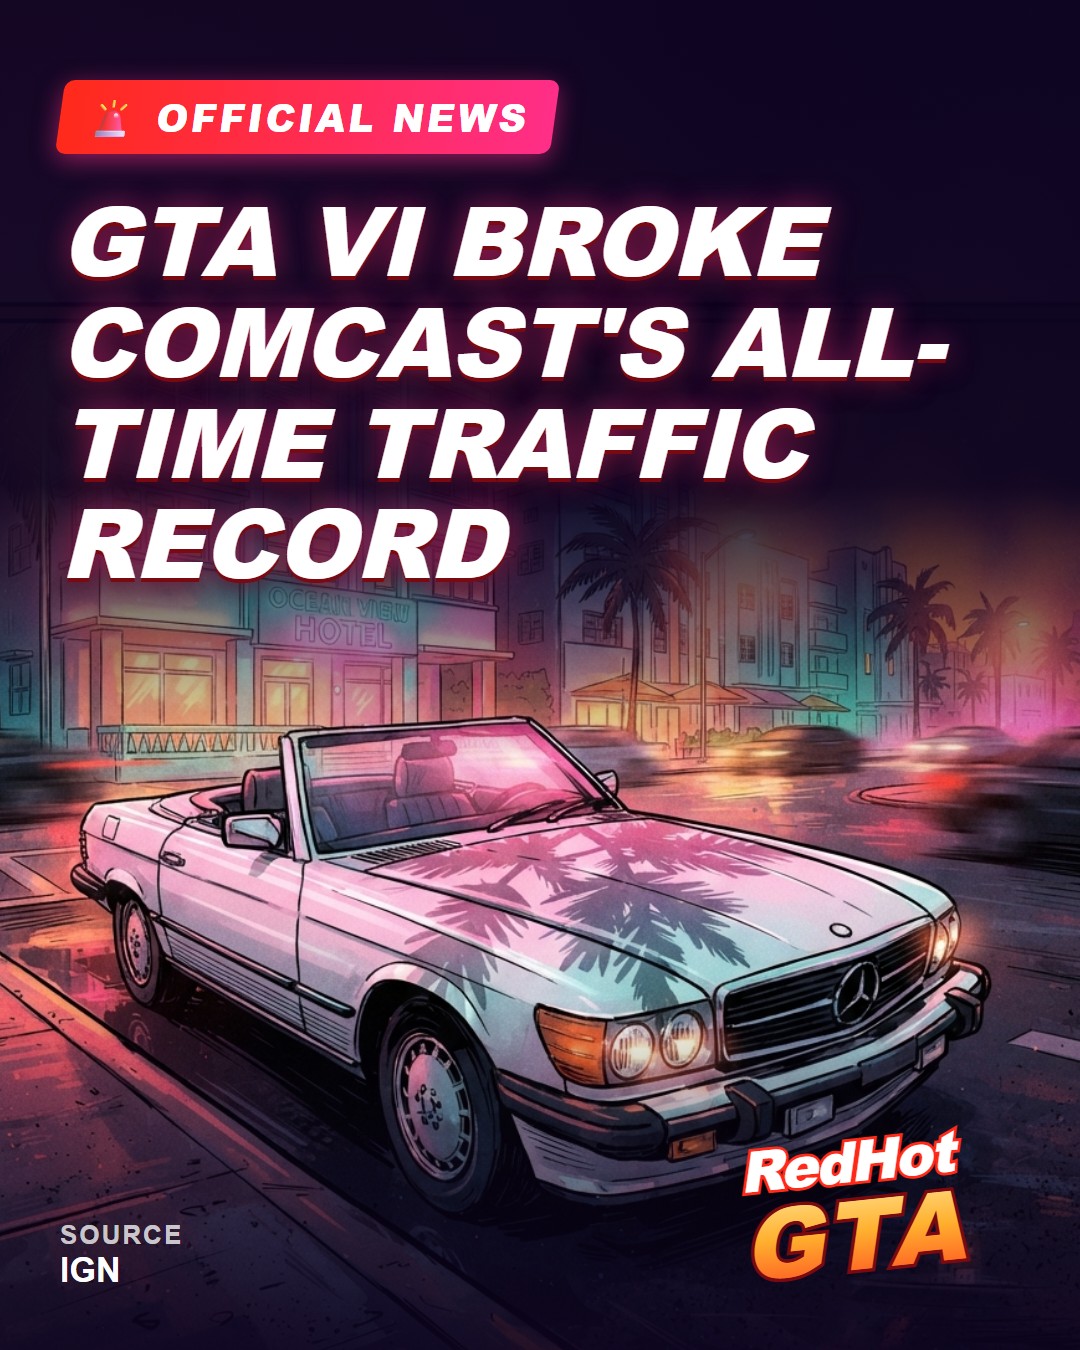 OFFICIAL NEWS
GTA VI BROKE
COMCAST'S ALL-
TIME TRAFFIC
RECORD
OCEAN VIEW
HOTEL
RedHot
GTA
SOURCE
IGN